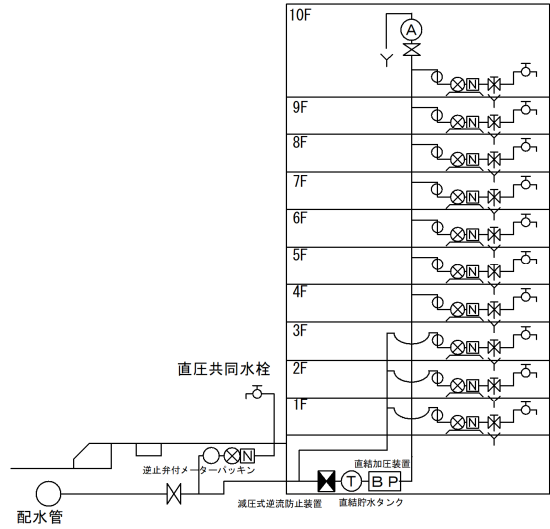 10F
A
N
9F
N
8F
N
7F
N
6F
N
5F
N
4F
N
3F
N
2F
N
1F
N
直圧共同水栓
N
逆止弁付メーターパッキン
直結加圧装置
T
BP
配水管
減圧式逆流防止装置
直結貯水タンク